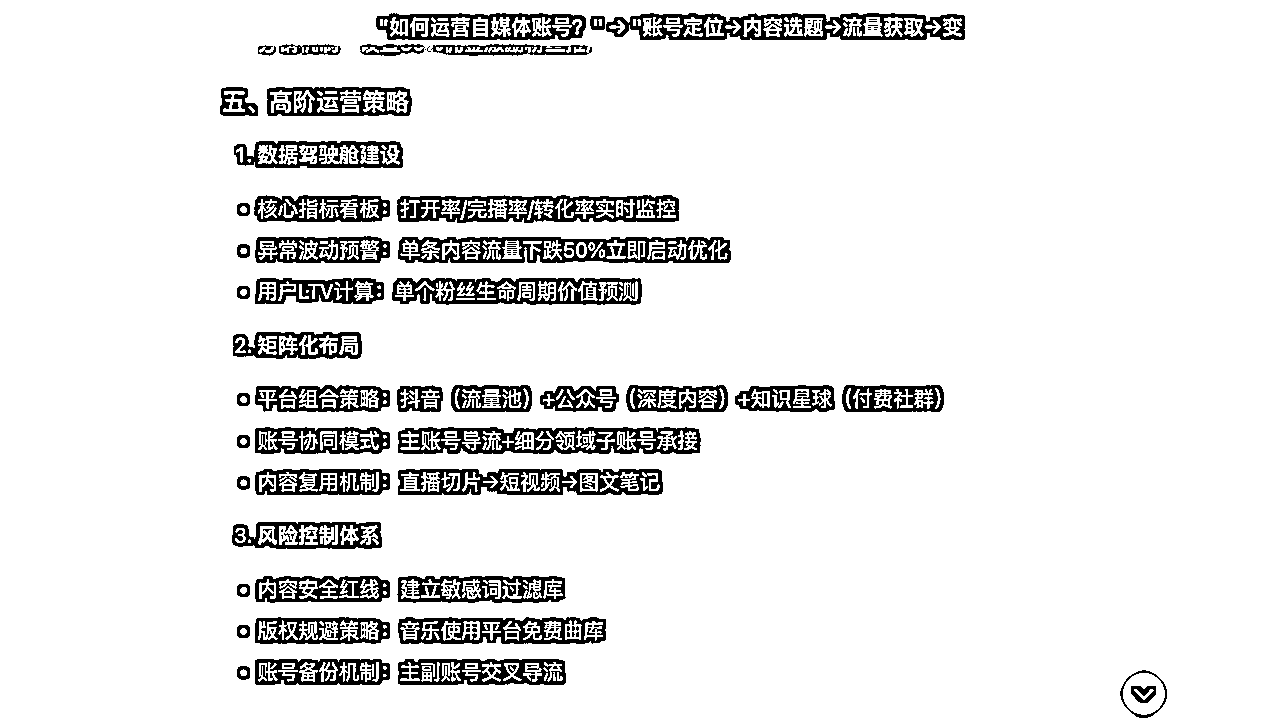 "如何运营自媒体账号？"→"账号定位→内容选题→流量获取→变
五、高阶运营策略
1. 数据驾驶舱建设
核心指标看板：打开率/完播率/转化率实时监控
异常波动预警：单条内容流量下跌50%立即启动优化
用户LTV计算：单个粉丝生命周期价值预测
2. 矩阵化布局
平台组合策略：抖音（流量池）+公众号（深度内容）+知识星球（付费社群）
账号协同模式：主账号导流+细分领域子账号承接
内容复用机制：直播切片→短视频→图文笔记
3. 风险控制体系
内容安全红线：建立敏感词过滤库
版权规避策略：音乐使用平台免费曲库
账号备份机制：主副账号交叉导流